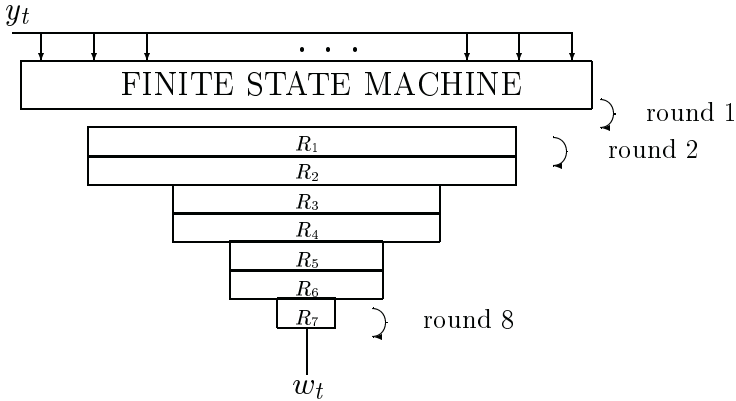 y_t
. . .
FINITE STATE MACHINE
round 1
R_1
round 2
R_2
R_3
R_4
R_5
R_6
R_7
round 8
w_t